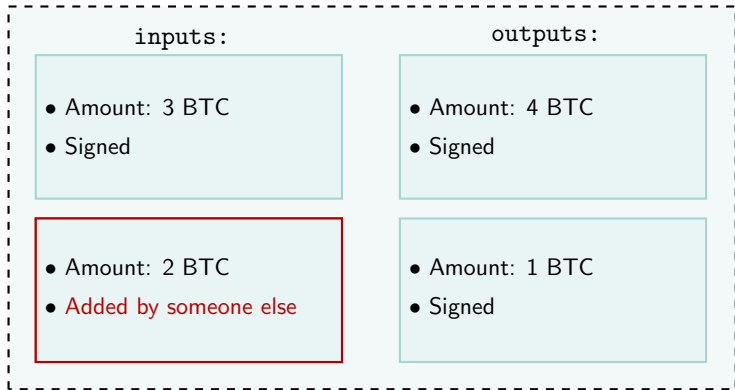 inputs:
• Amount: 3 BTC
• Signed
• Amount: 2 BTC
• Added by someone else
outputs:
• Amount: 4 BTC
• Signed
• Amount: 1 BTC
• Signed